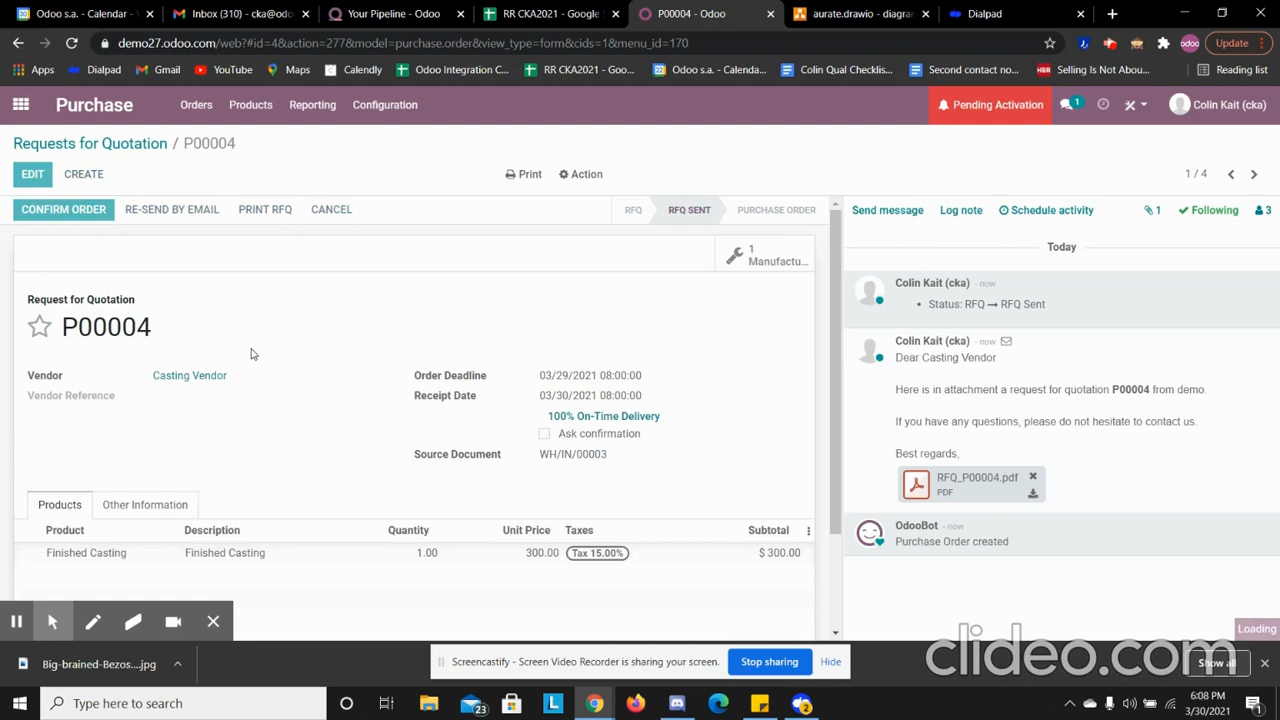 Odoo s.a. - Calendar - V
Inbox (310) - cka@odoo
Your Pipeline - Odoo
RR CKA2021 - Google S
P00004 - Odoo
aurate.drawio - diagram
Dialpad
demo27.odoo.com/web?#id=4&action=277&model=purchase.order&view_type=form&cids=1&menu_id=170
odoo
Update
Apps
Dialpad
Gmail
YouTube
Maps
Calendly
Odoo Integration C...
RR CKA2021 - Goo...
Odoo s.a. - Calenda...
Colin Qual Checklis...
Second contact no...
HBR
Selling Is Not Abou...
Reading list
Purchase
Orders
Products
Reporting
Configuration
Pending Activation
1
Colin Kait (cka)
Requests for Quotation / P00004
EDIT
CREATE
Print
Action
1 / 4
CONFIRM ORDER
RE-SEND BY EMAIL
PRINT RFQ
CANCEL
RFQ
RFQ SENT
PURCHASE ORDER
Send message
Log note
Schedule activity
1
Following
3
1
Manufactu...
Today
Request for Quotation
P00004
Vendor
Casting Vendor
Vendor Reference
Order Deadline
03/29/2021 08:00:00
Receipt Date
03/30/2021 08:00:00
100% On-Time Delivery
Ask confirmation
Source Document
WH/IN/00003
Products
Other Information
Product
Description
Quantity
Unit Price
Taxes
Subtotal
Finished Casting
Finished Casting
1.00
300.00
Tax 15.00%
$ 300.00
Colin Kait (cka) - now
Status: RFQ → RFQ Sent
Colin Kait (cka) - now
Dear Casting Vendor
Here is in attachment a request for quotation P00004 from demo.
If you have any questions, please do not hesitate to contact us.
Best regards,
RFQ_P00004.pdf
PDF
OdooBot - now
Purchase Order created
Loading
clideo.com
Big-brained-Bezos....jpg
Screencastify - Screen Video Recorder is sharing your screen.
Stop sharing
Hide
Show all
Type here to search
23
L
2
6:08 PM
3/30/2021
1